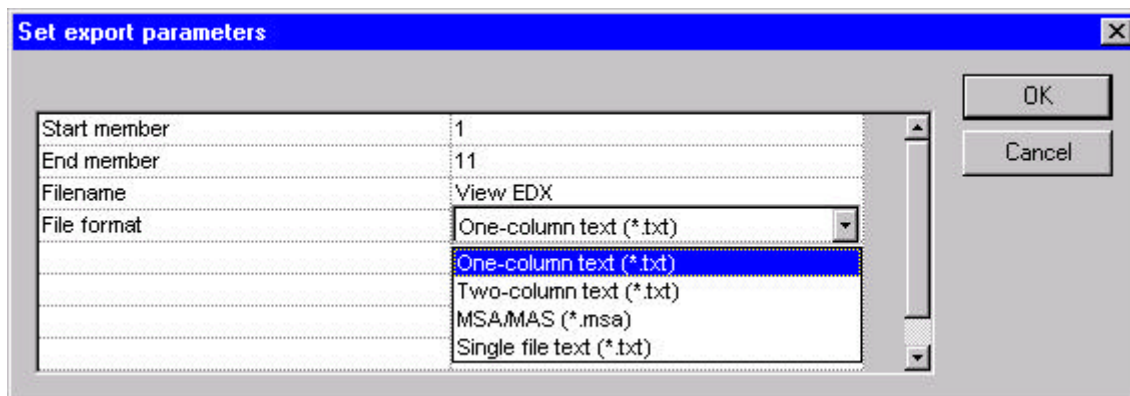 Set export parameters
OK
Cancel
Start member 1
End member 11
Filename View EDX
File format One-column text (*.txt)
One-column text (*.txt)
Two-column text (*.txt)
MSA/MAS (*.msa)
Single file text (*.txt)